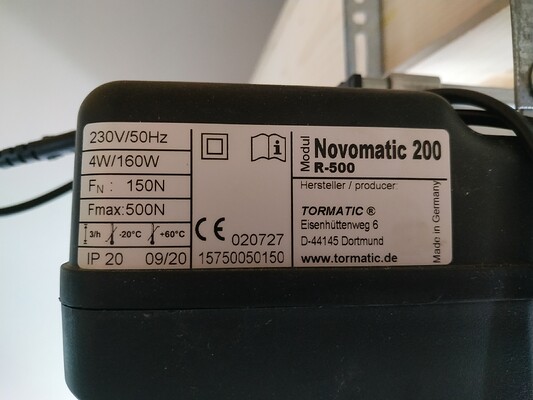 230V/50Hz
4W/160W
FN : 150N
Fmax:500N
3/h -20°C +60°C
IP 20 09/20
i
CE 020727
15750050150
Modul
Novomatic 200
R-500
Hersteller / producer:
TORMATIC ®
Eisenhüttenweg 6
D-44145 Dortmund
www.tormatic.de
Made in Germany